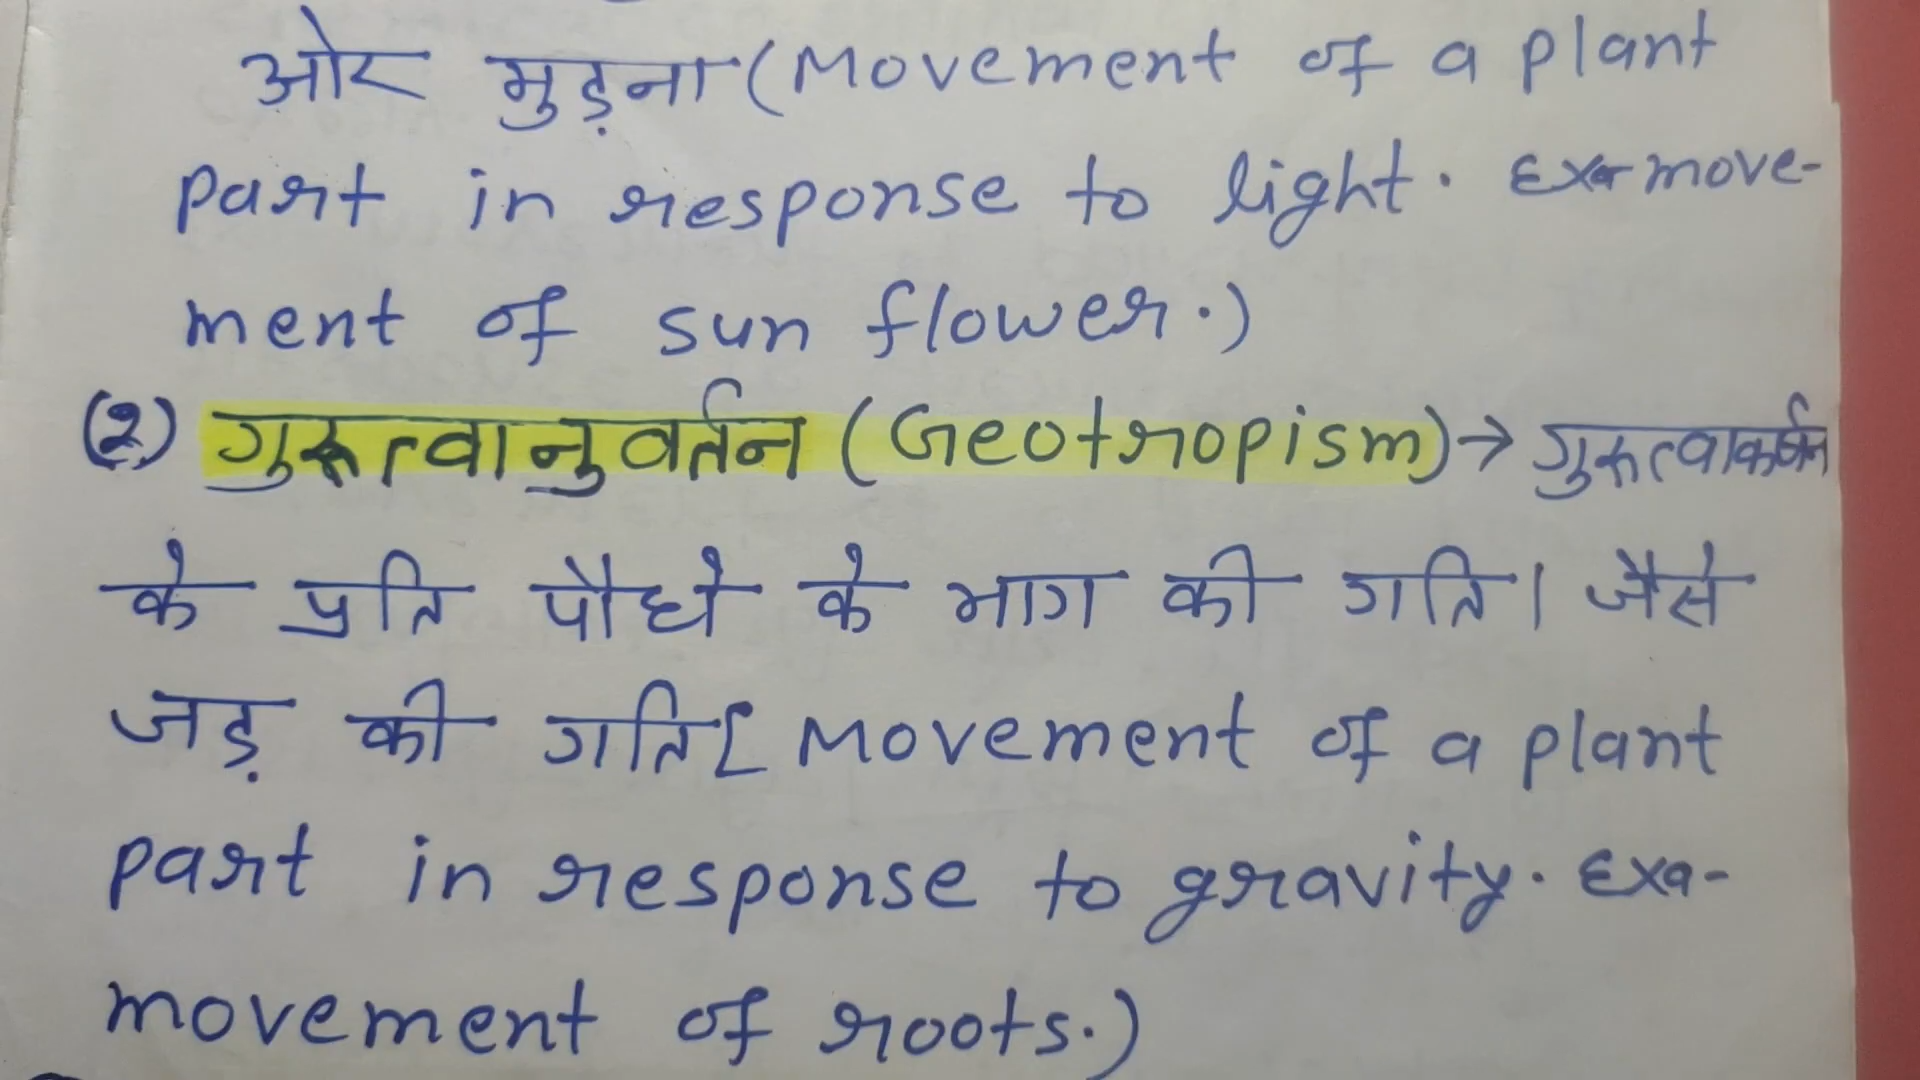 ओर मुड़ना (Movement of a plant
part in response to light. Exa- move-
ment of sun flower.)
(2) गुरुत्वानुवर्तन (Geotropism) → गुरुत्वाकर्षन
के प्रति पौधे के भाग की गति। जैसे
जड़ की गति [ Movement of a plant
part in response to gravity. Exa-
movement of roots.)